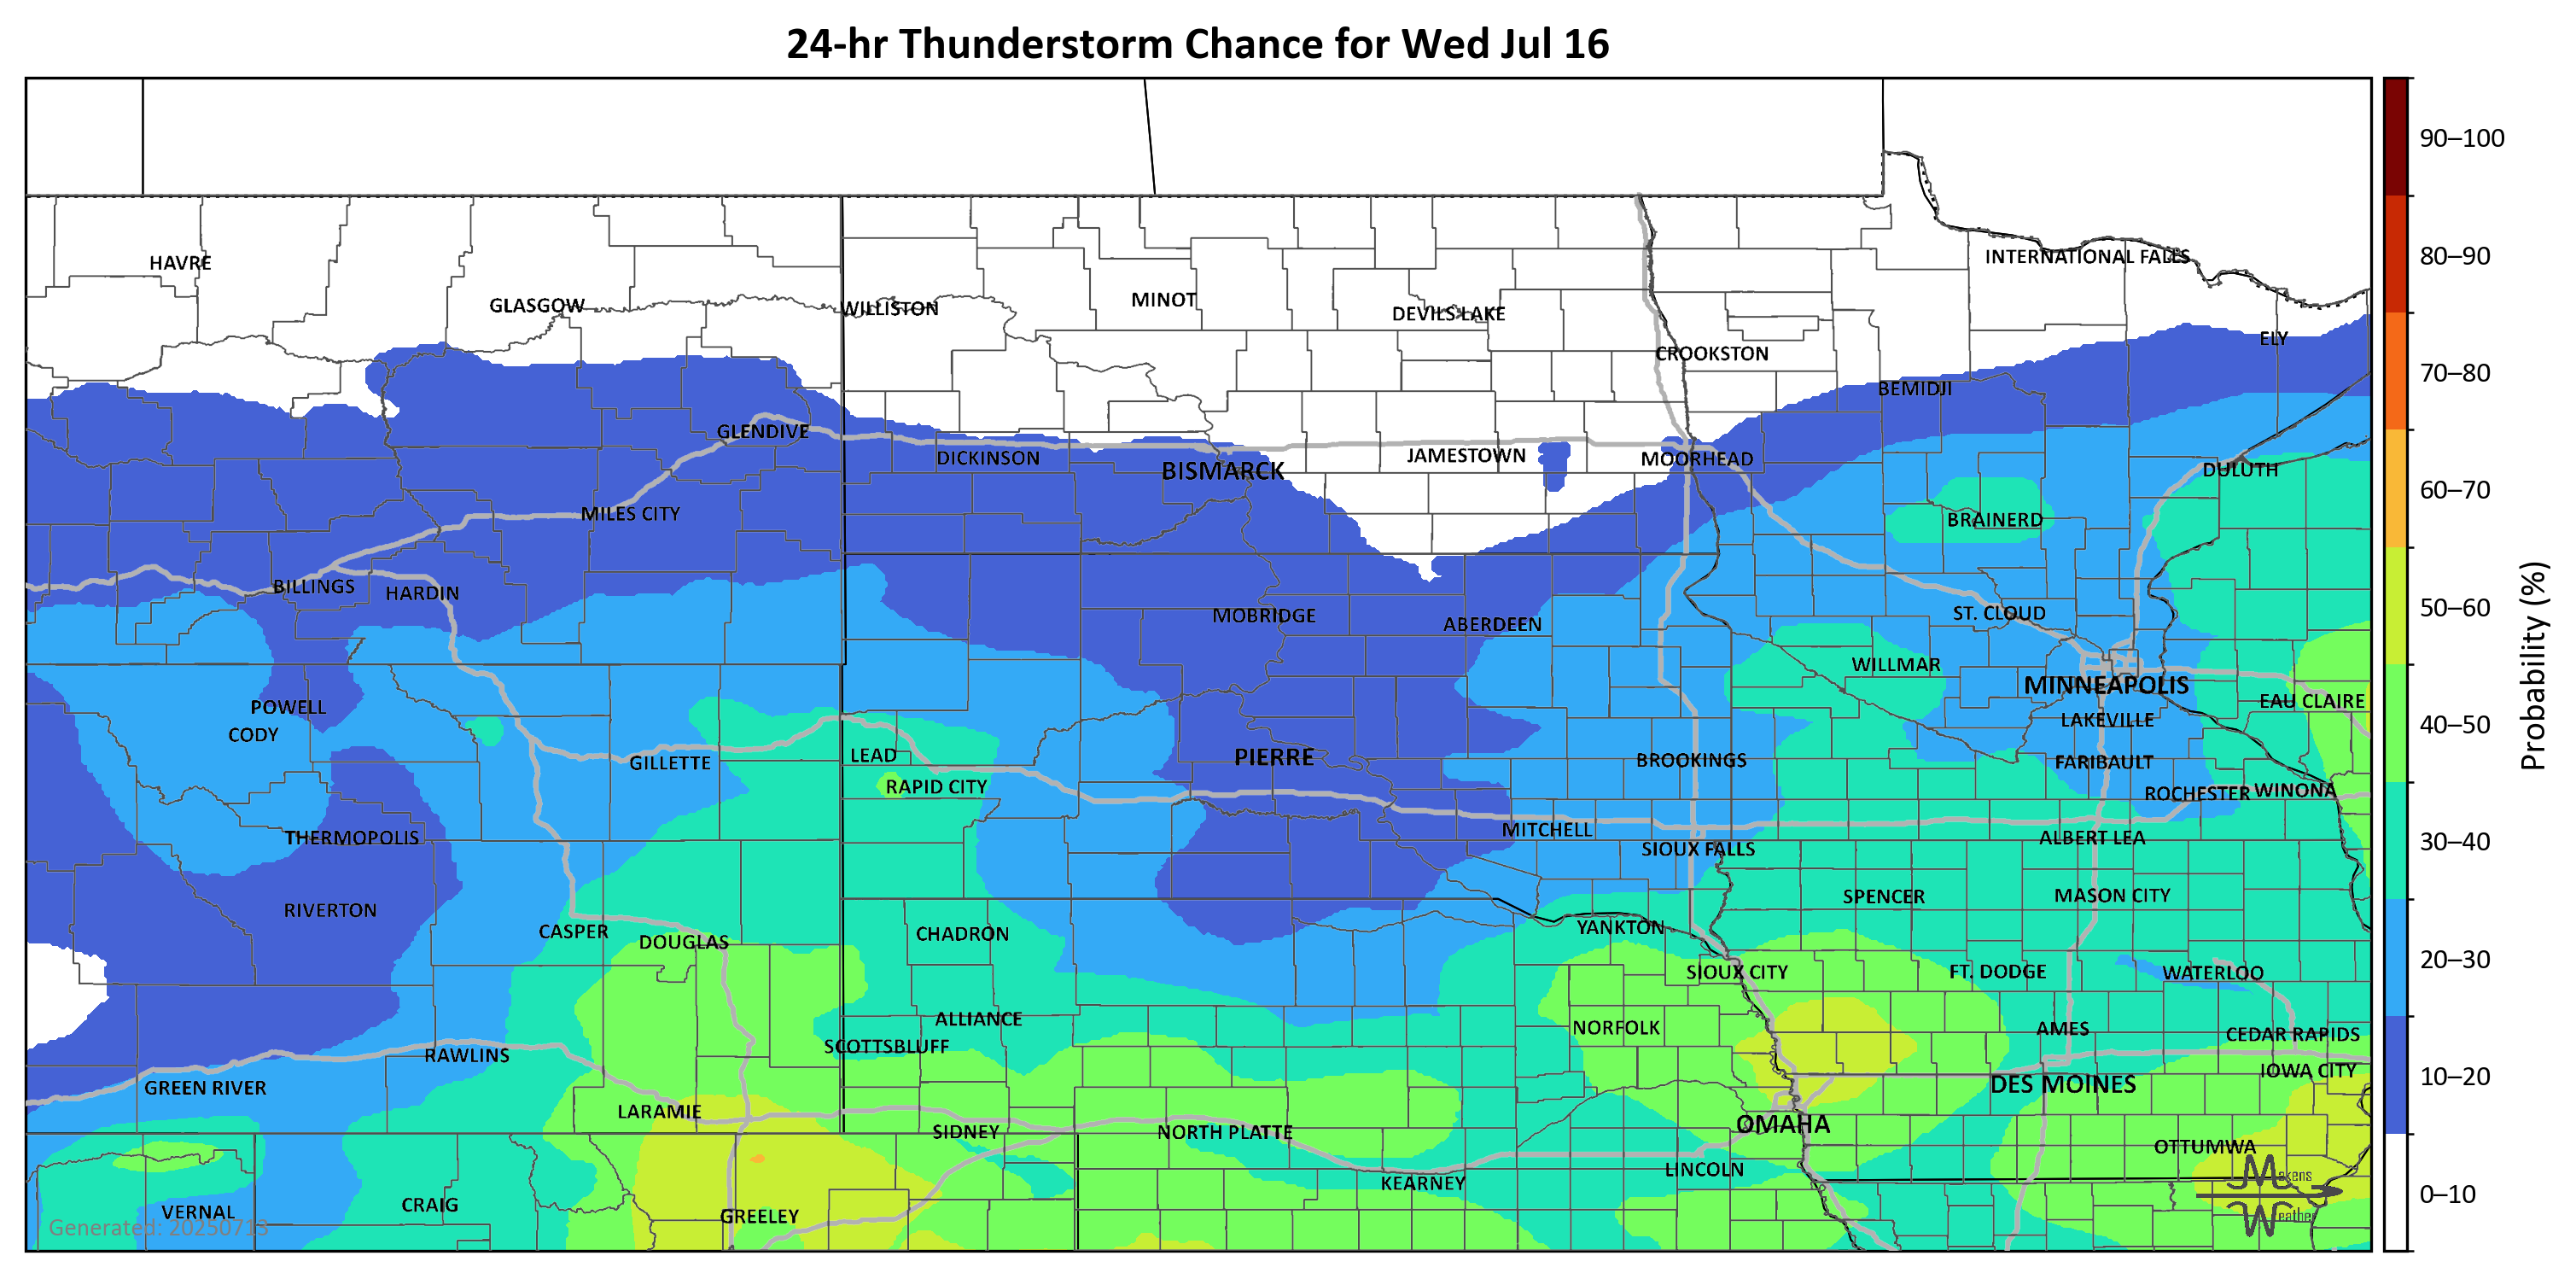 24-hr Thunderstorm Chance for Wed Jul 16
90–100
HAVRE
INTERNATIONAL FALLS
80–90
GLASGOW
WILLISTON
MINOT
DEVILS LAKE
ELY
CROOKSTON
70–80
BEMIDJI
GLENDIVE
DICKINSON
BISMARCK
JAMESTOWN
MOORHEAD
DULUTH
60–70
MILES CITY
BRAINERD
BILLINGS
HARDIN
MOBRIDGE
ABERDEEN
ST. CLOUD
50–60
WILLMAR
MINNEAPOLIS
Probability (%)
POWELL
CODY
EAU CLAIRE
LAKEVILLE
40–50
LEAD
PIERRE
GILLETTE
BROOKINGS
FARIBAULT
RAPID CITY
ROCHESTER
WINONA
THERMOPOLIS
MITCHELL
SIOUX FALLS
ALBERT LEA
30–40
RIVERTON
SPENCER
MASON CITY
CASPER
DOUGLAS
CHADRON
YANKTON
SIOUX CITY
FT. DODGE
WATERLOO
20–30
ALLIANCE
NORFOLK
AMES
CEDAR RAPIDS
SCOTTSBLUFF
RAWLINS
GREEN RIVER
DES MOINES
IOWA CITY
10–20
LARAMIE
OMAHA
SIDNEY
NORTH PLATTE
OTTUMWA
LINCOLN
KEARNEY
Makens
Weather
0–10
VERNAL
CRAIG
GREELEY
Generated: 20250713